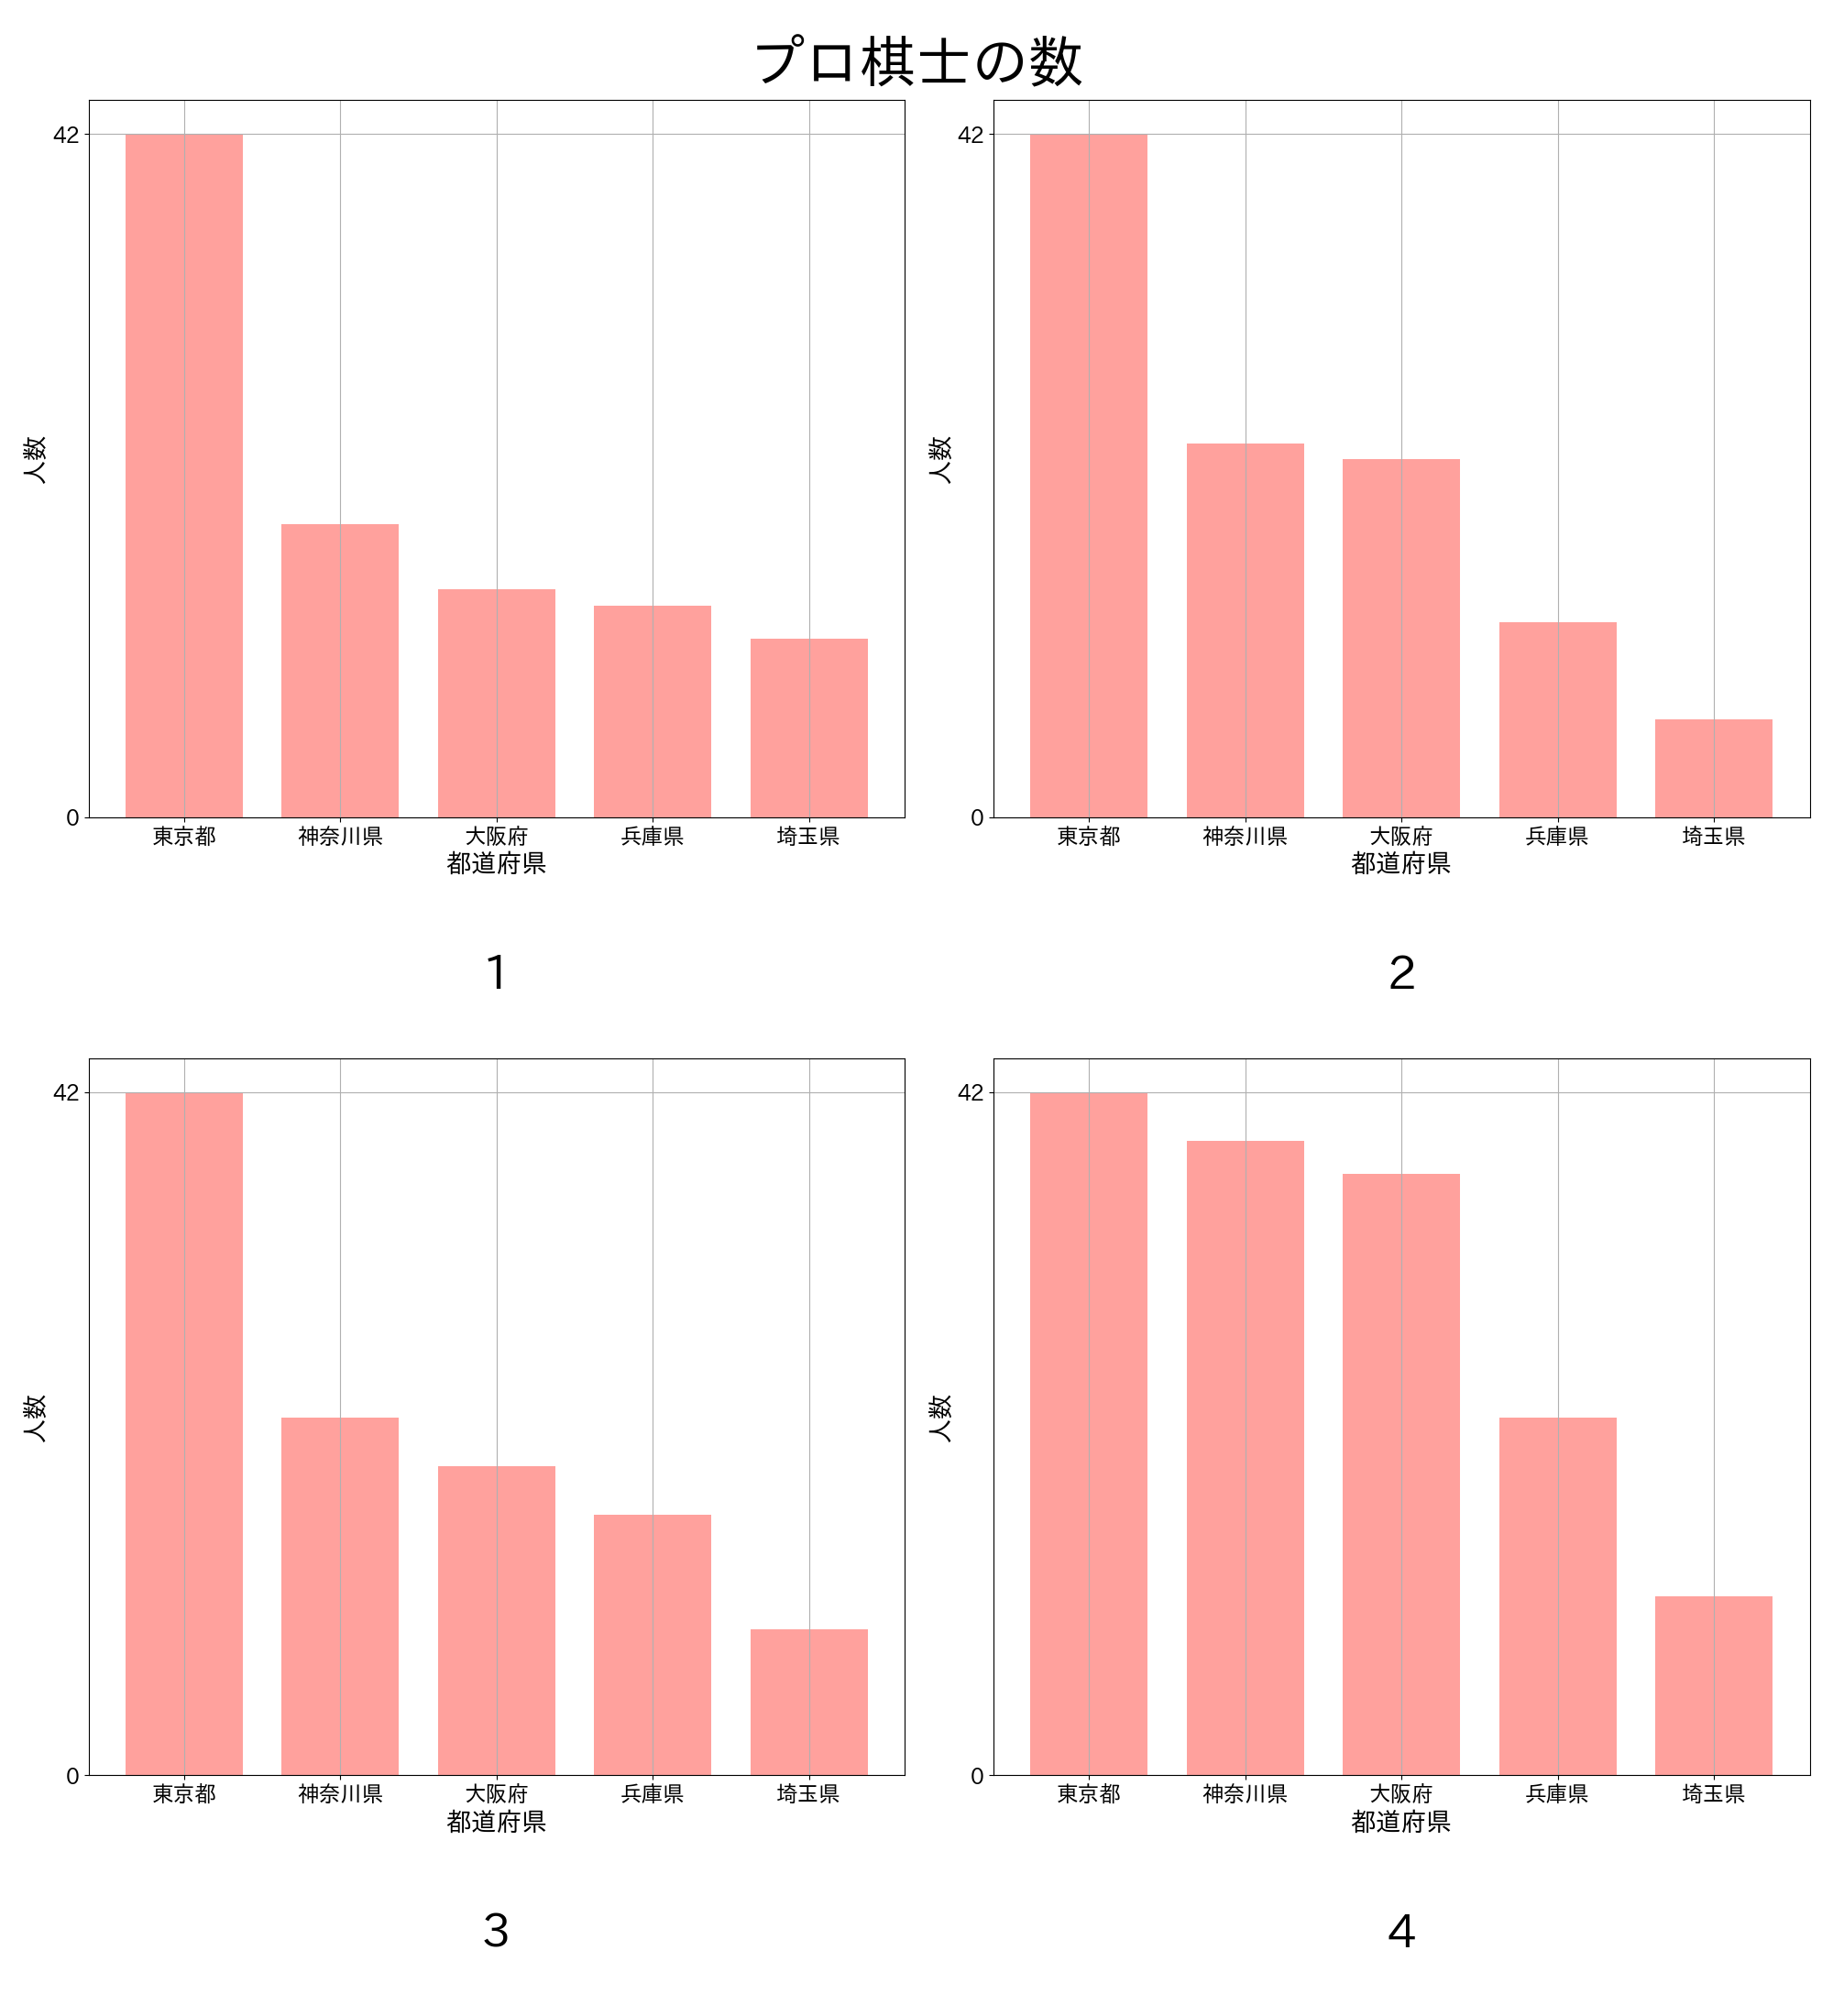 プロ棋士の数
42
0
人数
東京都 神奈川県 大阪府 兵庫県 埼玉県
都道府県
1
42
0
人数
東京都 神奈川県 大阪府 兵庫県 埼玉県
都道府県
2
42
0
人数
東京都 神奈川県 大阪府 兵庫県 埼玉県
都道府県
3
42
0
人数
東京都 神奈川県 大阪府 兵庫県 埼玉県
都道府県
4